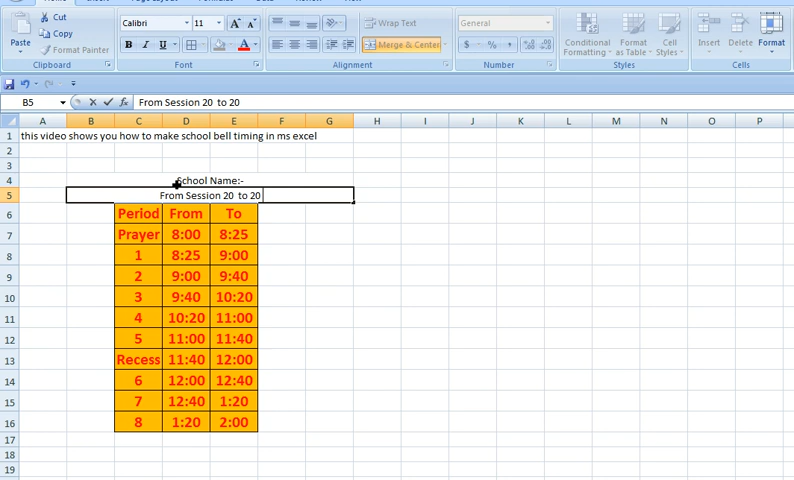 Cut
Copy
Format Painter
Paste
Clipboard
Calibri 11
B I U
A
Font
Wrap Text
Merge & Center
Alignment
General
$ % ,
Number
Conditional Formatting
Format as Table
Cell Styles
Styles
Insert Delete Format
Cells
B5 From Session 20 to 20
A B C D E F G H I J K L M N O P
1 this video shows you how to make school bell timing in ms excel
2
3
4 School Name:-
5 From Session 20 to 20
6 Period From To
7 Prayer 8:00 8:25
8 1 8:25 9:00
9 2 9:00 9:40
10 3 9:40 10:20
11 4 10:20 11:00
12 5 11:00 11:40
13 Recess 11:40 12:00
14 6 12:00 12:40
15 7 12:40 1:20
16 8 1:20 2:00
17
18
19